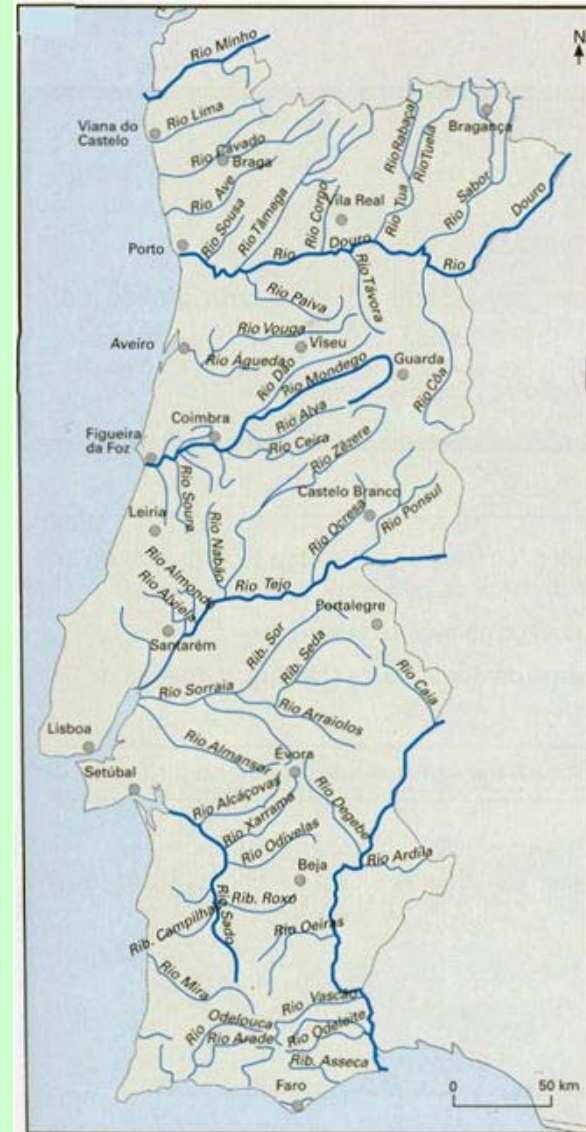 N
Rio Minho
Viana do
Castelo
Rio Lima
Rio Cavado
Braga
Rio Ave
Rio Sousa
Rio Tâmega
Rio Corgo
Vila Real
Rio Tua
Rio Rabaçal
Rio Tuela
Bragança
Rio Sabor
Douro
Rio
Porto
Rio
Douro
Rio Paiva
Rio Távora
Rio Vouga
Aveiro
Viseu
Rio Águeda
Rio Dão
Rio Mondego
Guarda
Rio Côa
Coimbra
Rio Alva
Figueira
da Foz
Rio Ceira
Rio Zêzere
Rio Soure
Castelo Branco
Leiria
Rio Nabão
Rio Ocresa
Rio Ponsul
Rio Almonda
Rio Alviela
Rio Tejo
Santarém
Portalegre
Rib. Sor
Rib. Seda
Rio Caia
Rio Sorraia
Rio Arraiolos
Lisboa
Rio Almansor
Évora
Setúbal
Rio Alcáçovas
Rio Xarrama
Rio Degebe
Rio Odivelas
Rio Ardila
Beja
Rib. Roxo
Rib. Campilhas
Rio Sado
Rio Oeiras
Rio Mira
Rio Vascão
Rio
Odelouca
Rio Odeleite
Rio Arade
Rib. Asseca
Faro
0 50 km